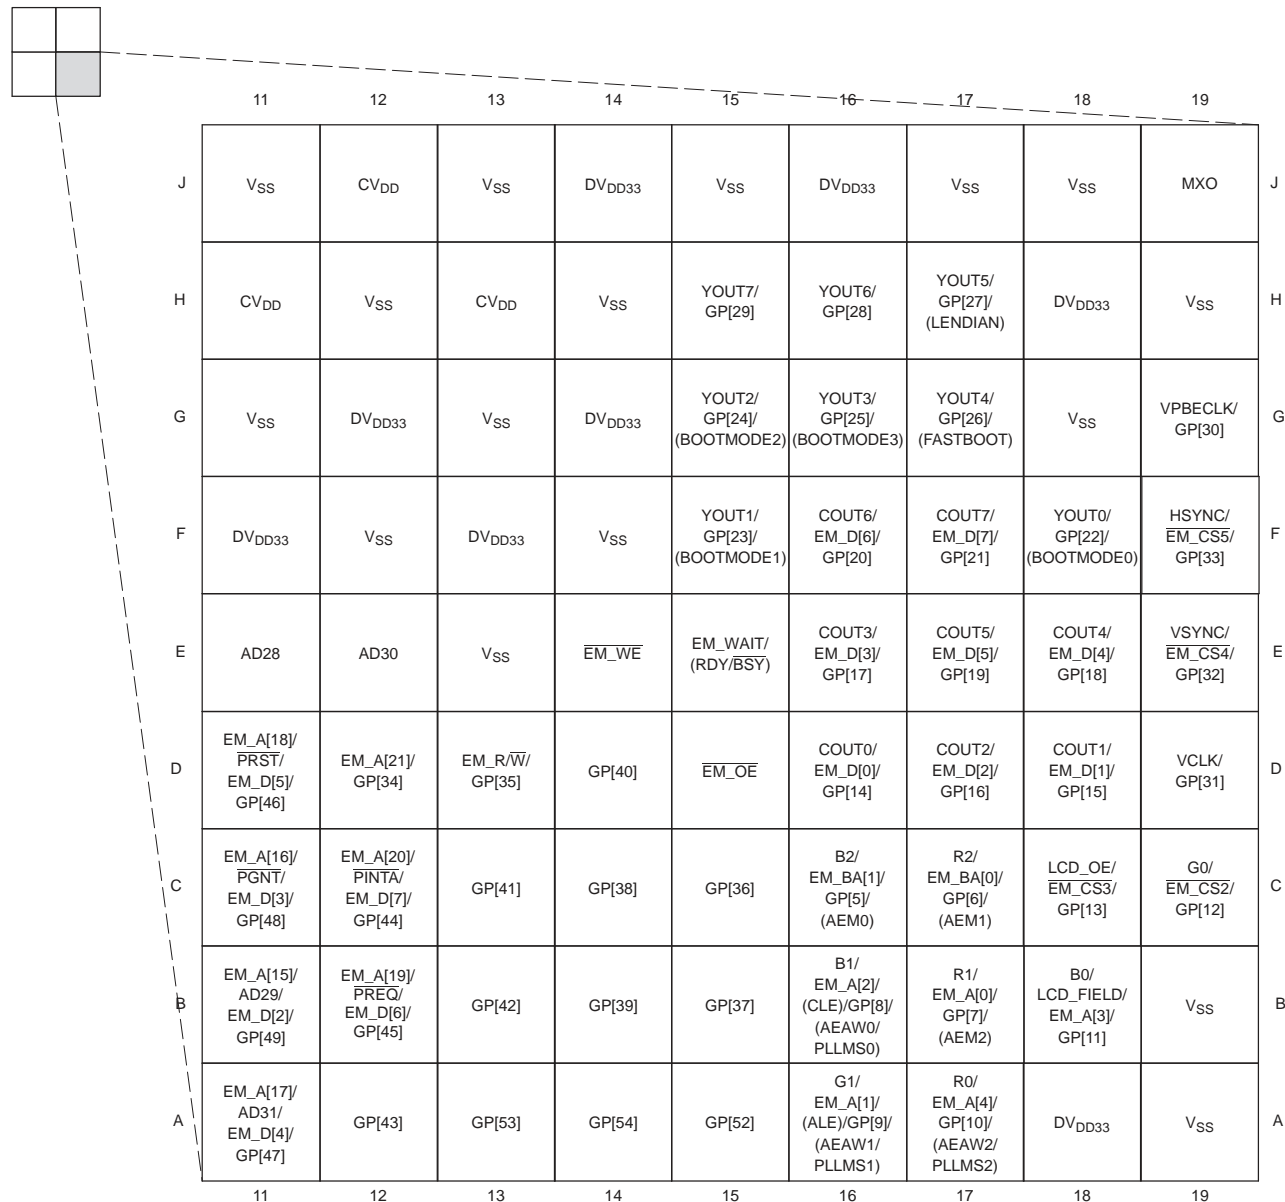 11 12 13 14 15 16 17 18 19
J VSS CVDD VSS DVDD33 VSS DVDD33 VSS VSS MXO J
H CVDD VSS CVDD VSS YOUT7/ GP[29] YOUT6/ GP[28] YOUT5/ GP[27]/ (LENDIAN) DVDD33 VSS H
G VSS DVDD33 VSS DVDD33 YOUT2/ GP[24]/ (BOOTMODE2) YOUT3/ GP[25]/ (BOOTMODE3) YOUT4/ GP[26]/ (FASTBOOT) VSS VPBECLK/ GP[30] G
F DVDD33 VSS DVDD33 VSS YOUT1/ GP[23]/ (BOOTMODE1) COUT6/ EM_D[6]/ GP[20] COUT7/ EM_D[7]/ GP[21] YOUT0/ GP[22]/ (BOOTMODE0) HSYNC/ EM_CS5/ GP[33] F
E AD28 AD30 VSS EM_WE EM_WAIT/ (RDY/BSY) COUT3/ EM_D[3]/ GP[17] COUT5/ EM_D[5]/ GP[19] COUT4/ EM_D[4]/ GP[18] VSYNC/ EM_CS4/ GP[32] E
D EM_A[18]/ PRST/ EM_D[5]/ GP[46] EM_A[21]/ GP[34] EM_R/W/ GP[35] GP[40] EM_OE COUT0/ EM_D[0]/ GP[14] COUT2/ EM_D[2]/ GP[16] COUT1/ EM_D[1]/ GP[15] VCLK/ GP[31] D
C EM_A[16]/ PGNT/ EM_D[3]/ GP[48] EM_A[20]/ PINTA/ EM_D[7]/ GP[44] GP[41] GP[38] GP[36] B2/ EM_BA[1]/ GP[5]/ (AEM0) R2/ EM_BA[0]/ GP[6]/ (AEM1) LCD_OE/ EM_CS3/ GP[13] G0/ EM_CS2/ GP[12] C
B EM_A[15]/ AD29/ EM_D[2]/ GP[49] EM_A[19]/ PREQ/ EM_D[6]/ GP[45] GP[42] GP[39] GP[37] B1/ EM_A[2]/ (CLE)/GP[8]/ (AEAW0/ PLLMS0) R1/ EM_A[0]/ GP[7]/ (AEM2) B0/ LCD_FIELD/ EM_A[3]/ GP[11] VSS B
A EM_A[17]/ AD31/ EM_D[4]/ GP[47] GP[43] GP[53] GP[54] GP[52] G1/ EM_A[1]/ (ALE)/GP[9]/ (AEAW1/ PLLMS1) R0/ EM_A[4]/ GP[10]/ (AEAW2/ PLLMS2) DVDD33 VSS A
11 12 13 14 15 16 17 18 19